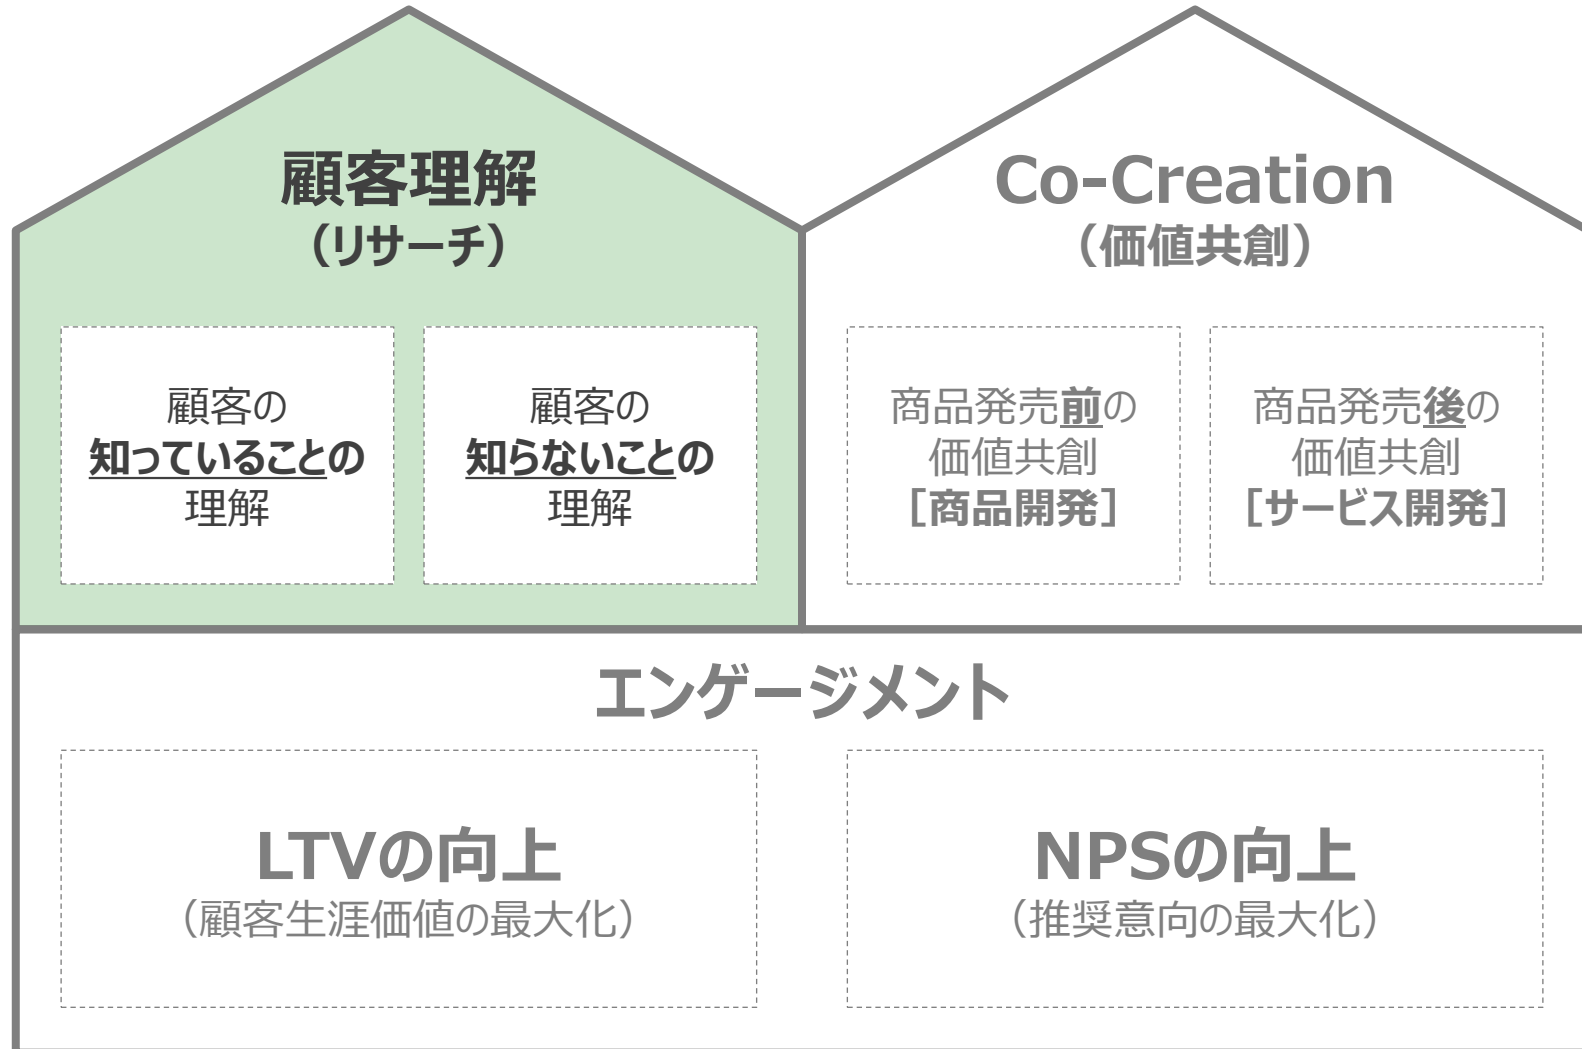 顧客理解
（リサーチ）
顧客の
知っていることの
理解
顧客の
知らないことの
理解
Co-Creation
（価値共創）
商品発売前の
価値共創
［商品開発］
商品発売後の
価値共創
［サービス開発］
エンゲージメント
LTVの向上
（顧客生涯価値の最大化）
NPSの向上
（推奨意向の最大化）